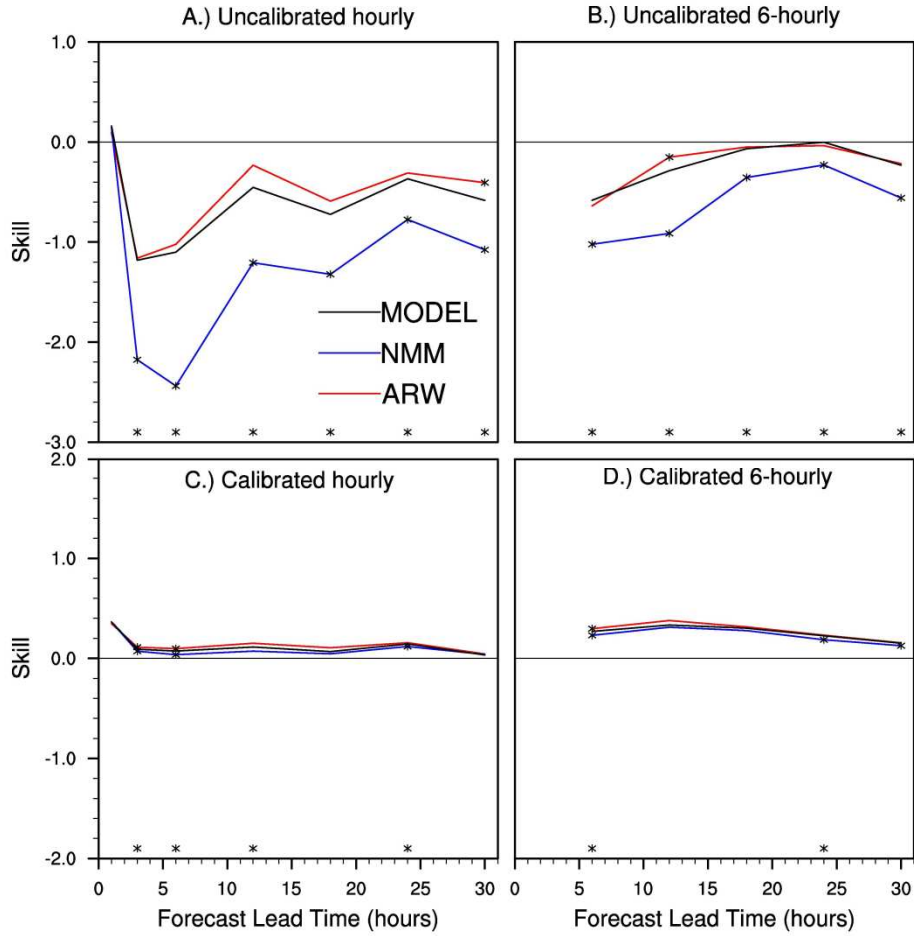 A.) Uncalibrated hourly
B.) Uncalibrated 6-hourly
1.0
0.0
-1.0
-2.0
-3.0
Skill
MODEL
NMM
ARW
* * * * * *
* * * * *
C.) Calibrated hourly
D.) Calibrated 6-hourly
2.0
1.0
0.0
-1.0
-2.0
Skill
* * * *
* *
0 5 10 15 20 25 30
0 5 10 15 20 25 30
Forecast Lead Time (hours)
Forecast Lead Time (hours)